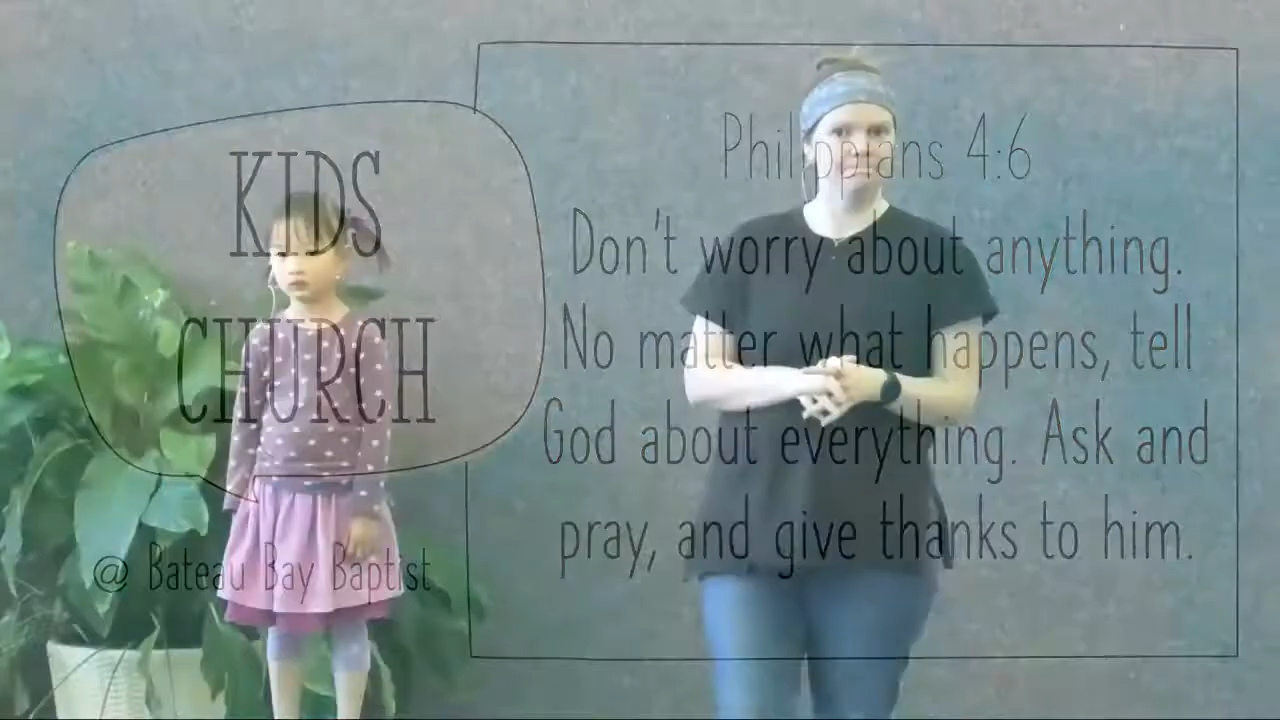 KIDS
CHURCH
@ Bateau Bay Baptist
Philippians 4:6
Don't worry about anything.
No matter what happens, tell
God about everything. Ask and
pray, and give thanks to him.